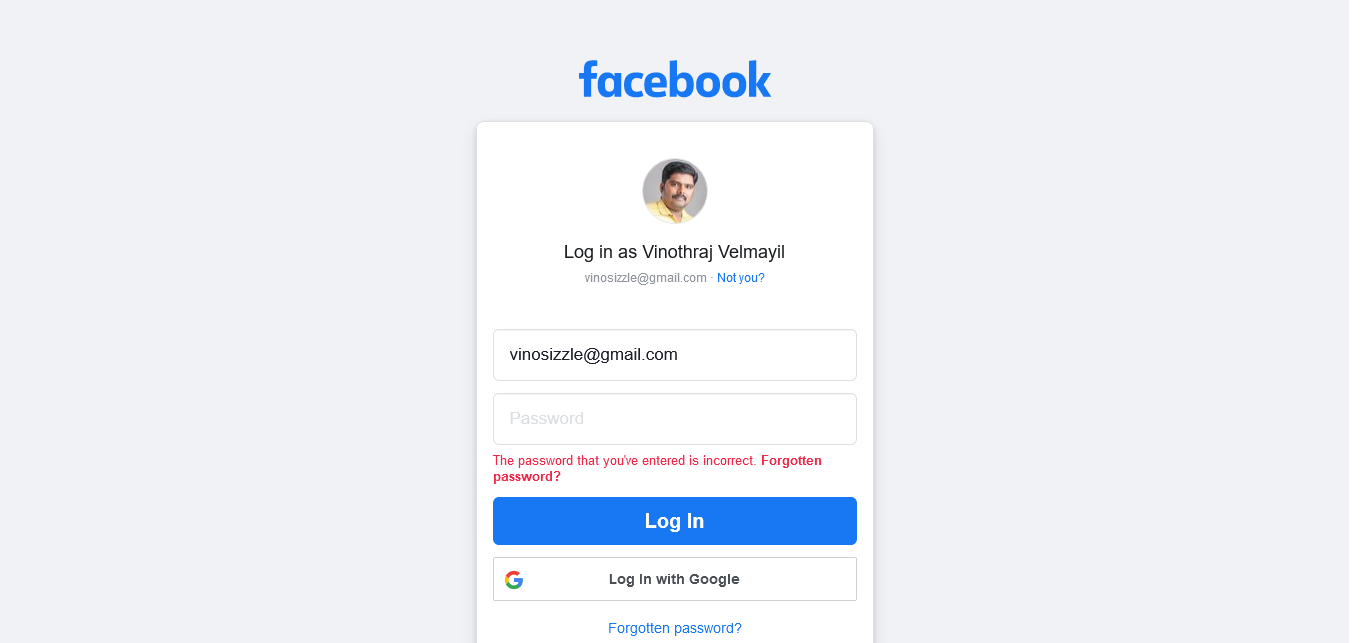 facebook
Log in as Vinothraj Velmayil
vinosizzle@gmail.com · Not you?
vinosizzle@gmail.com
Password
The password that you've entered is incorrect. Forgotten
password?
Log In
Log In with Google
Forgotten password?